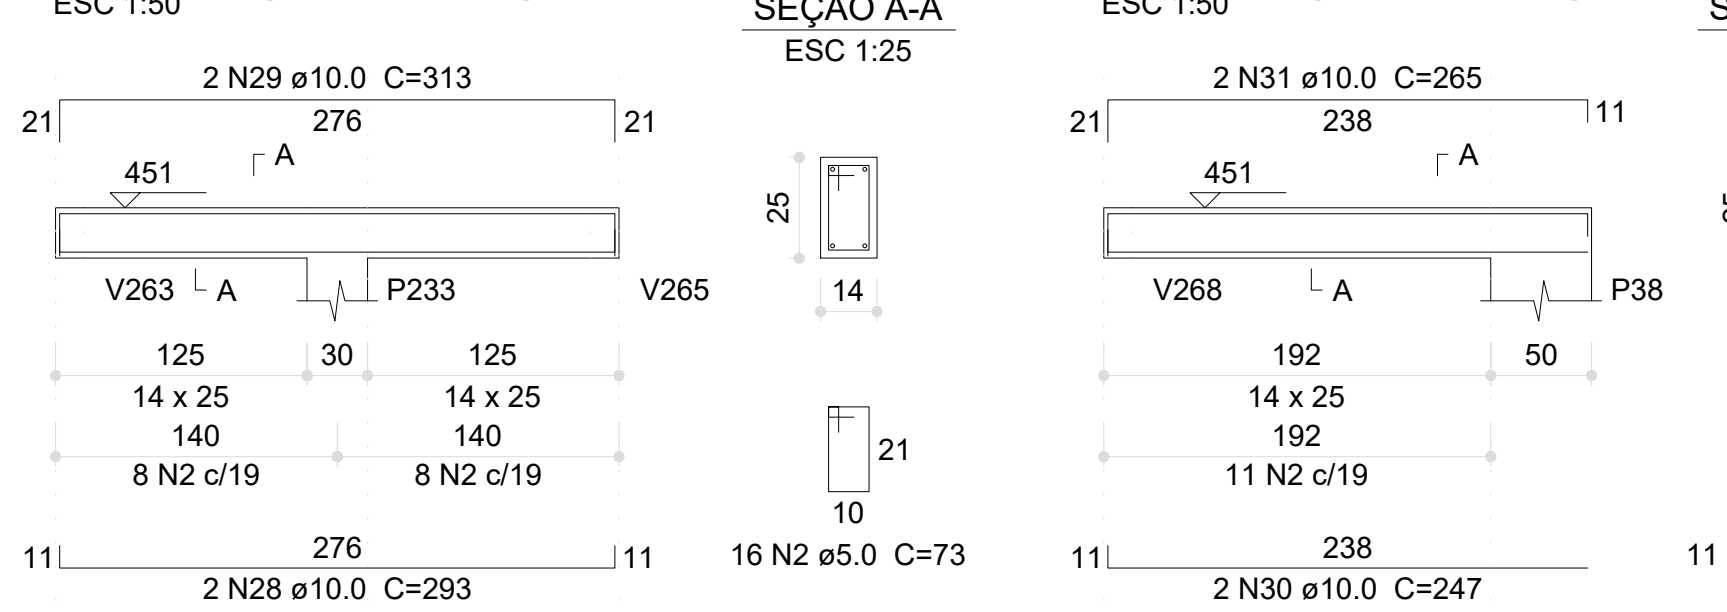 ESC 1:50
SEÇÃO A-A
ESC 1:25
2 N29 ø10.0 C=313
21
276
21
A
451
V263
A
P233
V265
125
30
125
14 x 25
14 x 25
140
140
8 N2 c/19
8 N2 c/19
11
276
11
2 N28 ø10.0 C=293
25
14
21
10
16 N2 ø5.0 C=73
ESC 1:50
2 N31 ø10.0 C=265
21
238
11
A
451
V268
A
P38
192
50
14 x 25
192
11 N2 c/19
11
238
2 N30 ø10.0 C=247
11